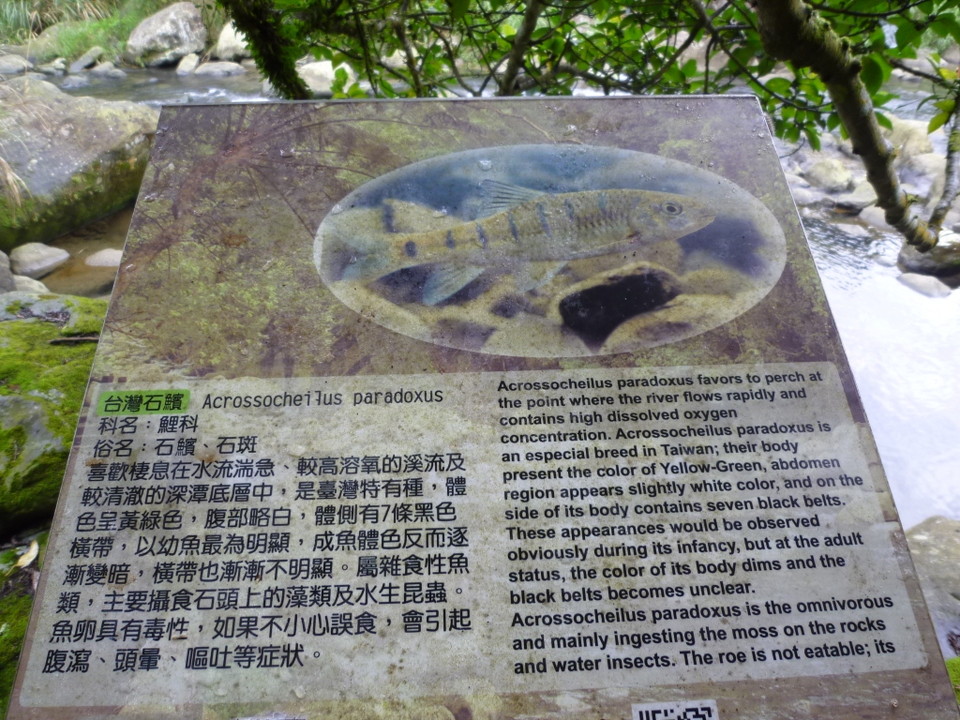 台灣石鱝 Acrossocheilus paradoxus
科名：鯉科
俗名：石鱝、石斑
喜歡棲息在水流湍急、較高溶氧的溪流及
較清澈的深潭底層中，是臺灣特有種，體
色呈黃綠色，腹部略白，體側有7條黑色
橫帶，以幼魚最為明顯，成魚體色反而逐
漸變暗，橫帶也漸漸不明顯。屬雜食性魚
類，主要攝食石頭上的藻類及水生昆蟲。
魚卵具有毒性，如果不小心誤食，會引起
腹瀉、頭暈、嘔吐等症狀。
Acrossocheilus paradoxus favors to perch at
the point where the river flows rapidly and
contains high dissolved oxygen
concentration. Acrossocheilus paradoxus is
an especial breed in Taiwan; their body
present the color of Yellow-Green, abdomen
region appears slightly white color, and on the
side of its body contains seven black belts.
These appearances would be observed
obviously during its infancy, but at the adult
status, the color of its body dims and the
black belts becomes unclear.
Acrossocheilus paradoxus is the omnivorous
and mainly ingesting the moss on the rocks
and water insects. The roe is not eatable; its